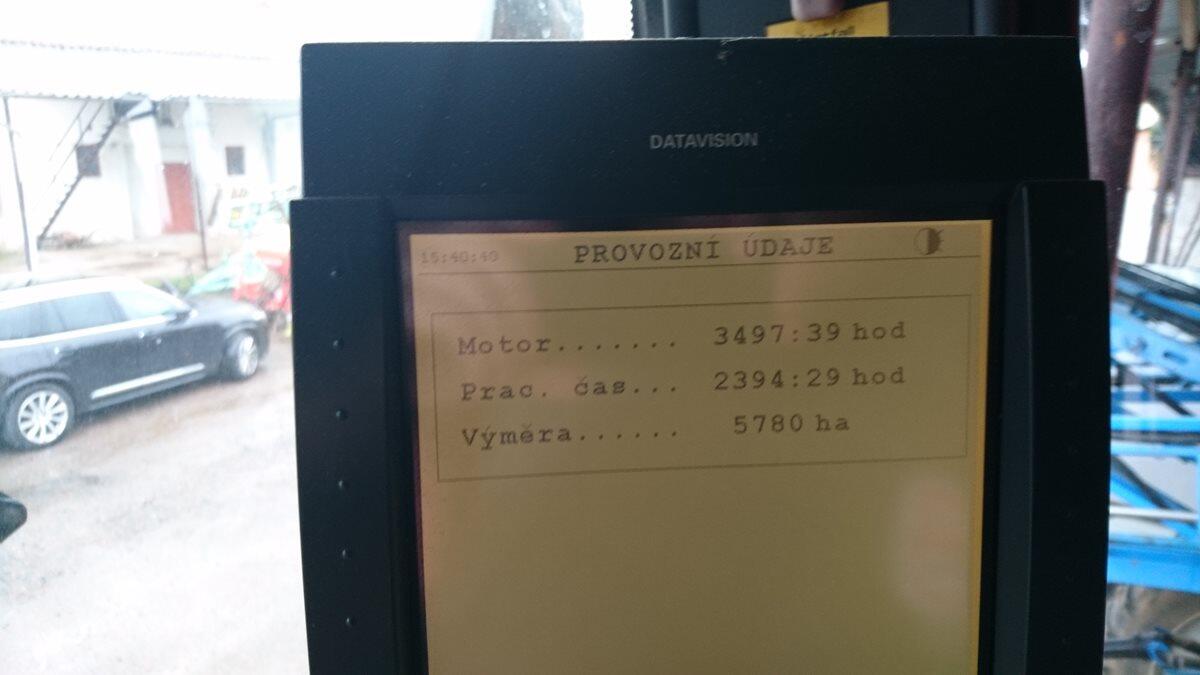 DATAVISION
15:40:40 PROVOZNÍ ÚDAJE
Motor....... 3497:39 hod
Prac. čas... 2394:29 hod
Výměra...... 5780 ha